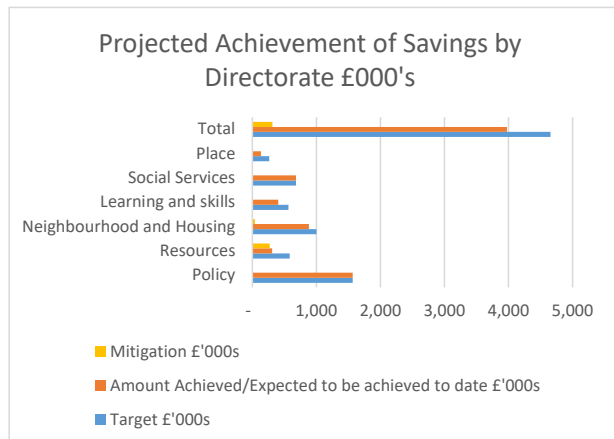 Projected Achievement of Savings by
Directorate £000's
Total
Place
Social Services
Learning and skills
Neighbourhood and Housing
Resources
Policy
- 1,000 2,000 3,000 4,000 5,000
Mitigation £'000s
Amount Achieved/Expected to be achieved to date £'000s
Target £'000s